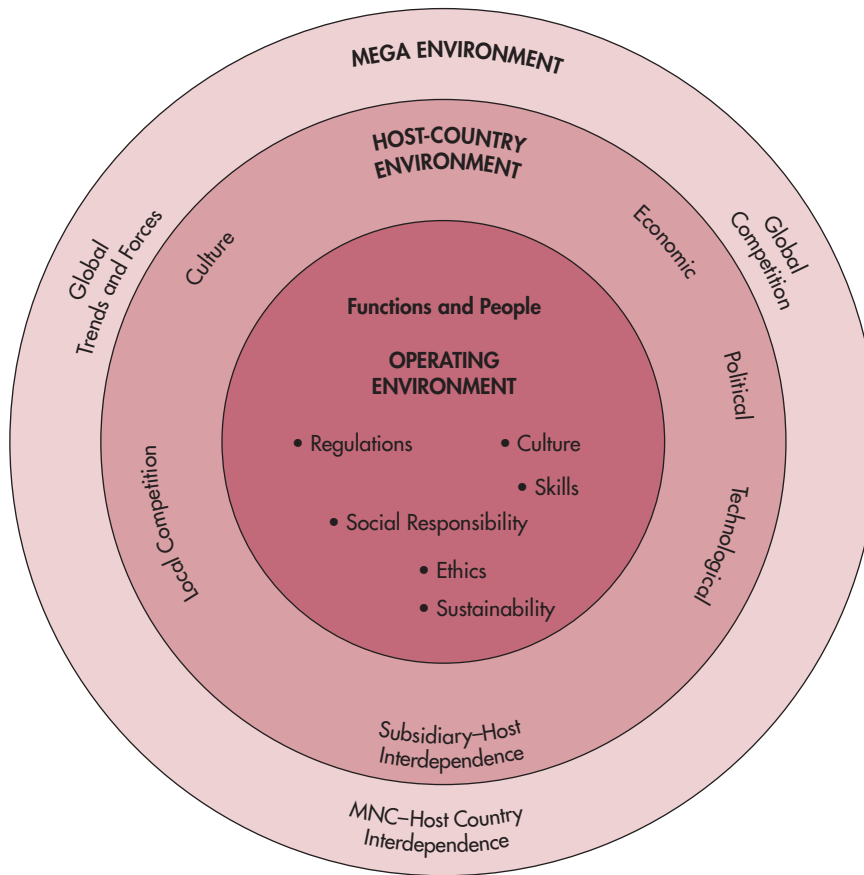 MEGA ENVIRONMENT
HOST-COUNTRY
ENVIRONMENT
Global
Trends and Forces
Culture
Economic
Global
Competition
Functions and People
OPERATING
ENVIRONMENT
Political
• Regulations
• Culture
• Skills
Local Competition
Technological
• Social Responsibility
• Ethics
• Sustainability
Subsidiary–Host
Interdependence
MNC–Host Country
Interdependence